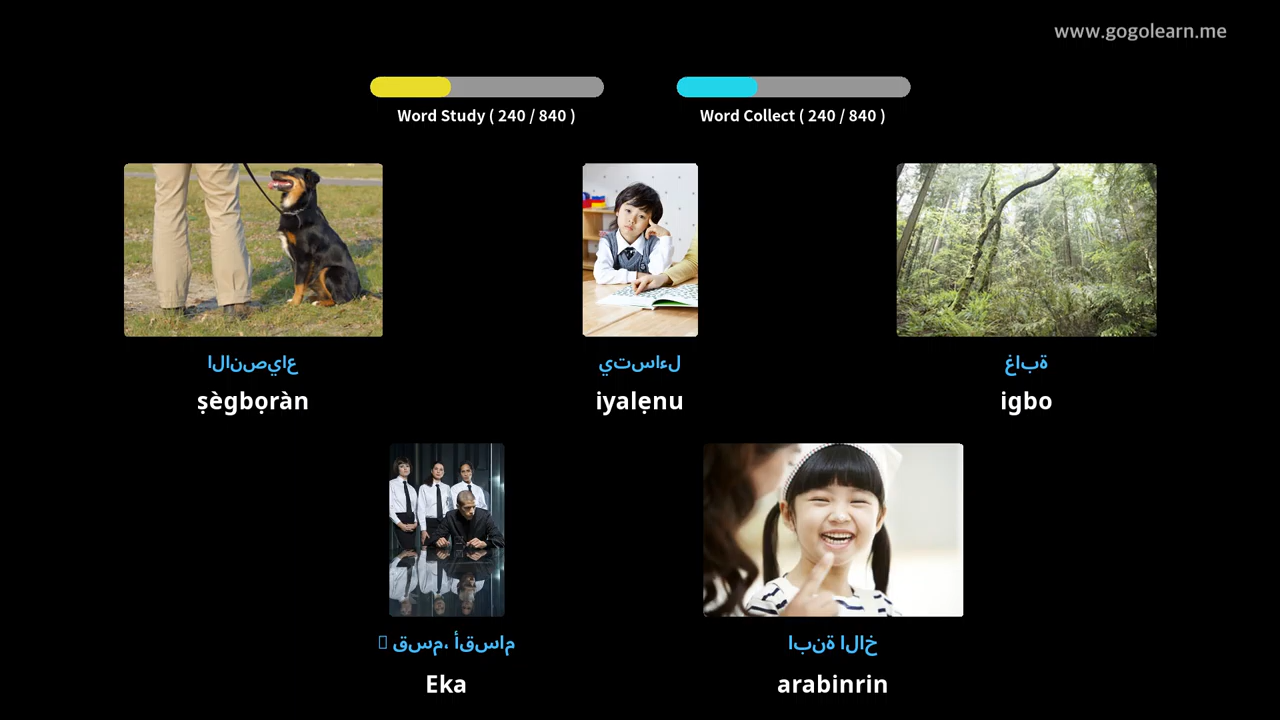 www.gogolearn.me
Word Study ( 240 / 840 )
Word Collect ( 240 / 840 )
الانصياع
ṣègbọràn
يتساءل
iyalẹnu
غابة
igbo
قسم، أقسام
Eka
ابنة الاخ
arabinrin